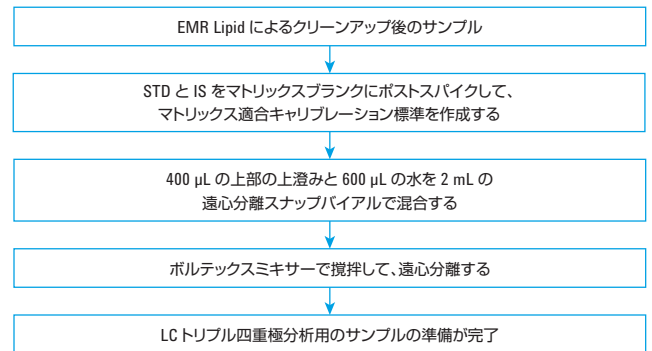 EMR Lipid によるクリーンアップ後のサンプル
STD と IS をマトリックスブランクにポストスパイクして、
マトリックス適合キャリブレーション標準を作成する
400 µL の上部の上澄みと 600 µL の水を 2 mL の
遠心分離スナップバイアルで混合する
ボルテックスミキサーで撹拌して、遠心分離する
LC トリプル四重極分析用のサンプルの準備が完了